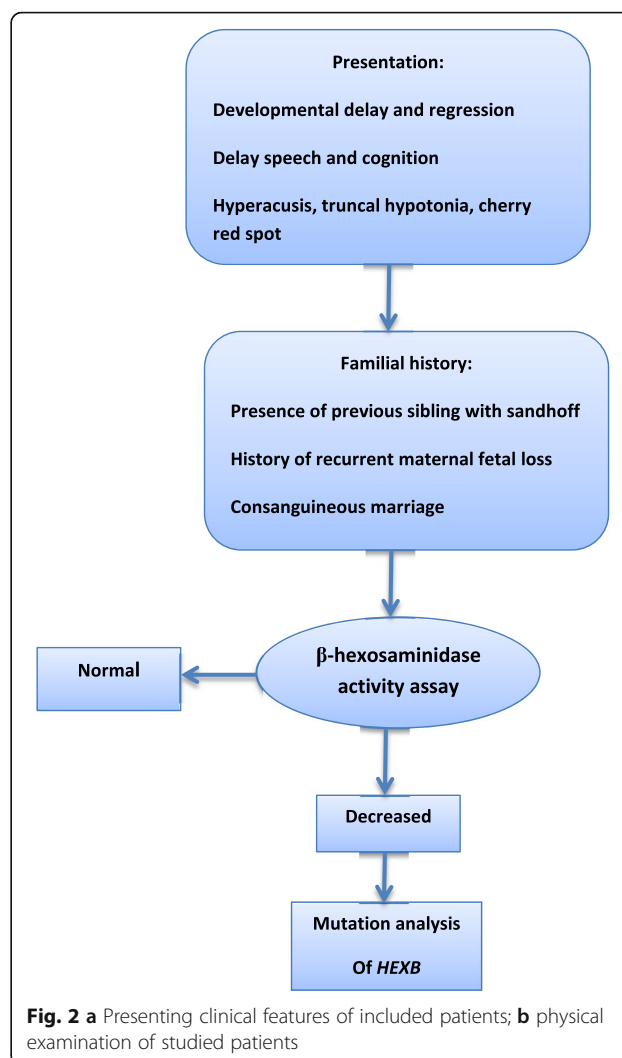 Presentation:
Developmental delay and regression
Delay speech and cognition
Hyperacusis, truncal hypotonia, cherry
red spot
Familial history:
Presence of previous sibling with sandhoff
History of recurrent maternal fetal loss
Consanguineous marriage
β-hexosaminidase
activity assay
Normal
Decreased
Mutation analysis
Of HEXB
Fig. 2 a Presenting clinical features of included patients; b physical
examination of studied patients